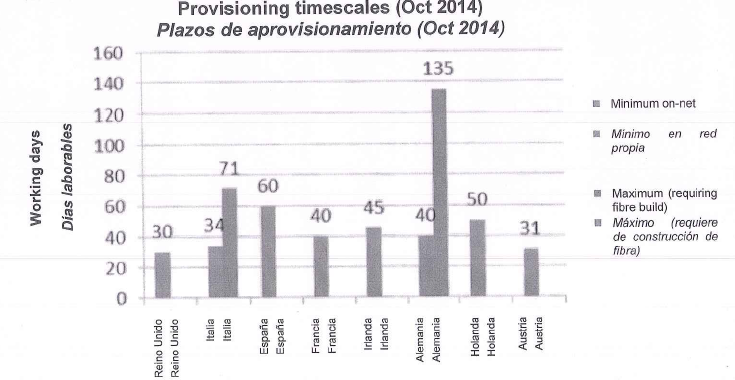 Provisioning timescales (Oct 2014)
Plazos de aprovisionamiento (Oct 2014)
Working days
Días laborables
160
140
120
100
80
60
40
20
0
30
34
71
60
40
45
40
135
50
31
Reino Unido
Reino Unido
Italia
Italia
España
España
Francia
Francia
Irlanda
Irlanda
Alemania
Alemania
Holanda
Holanda
Austria
Austria
Minimum on-net
Mínimo en red
propia
Maximum (requiring
fibre build)
Máximo (requiere
de construcción de
fibra)